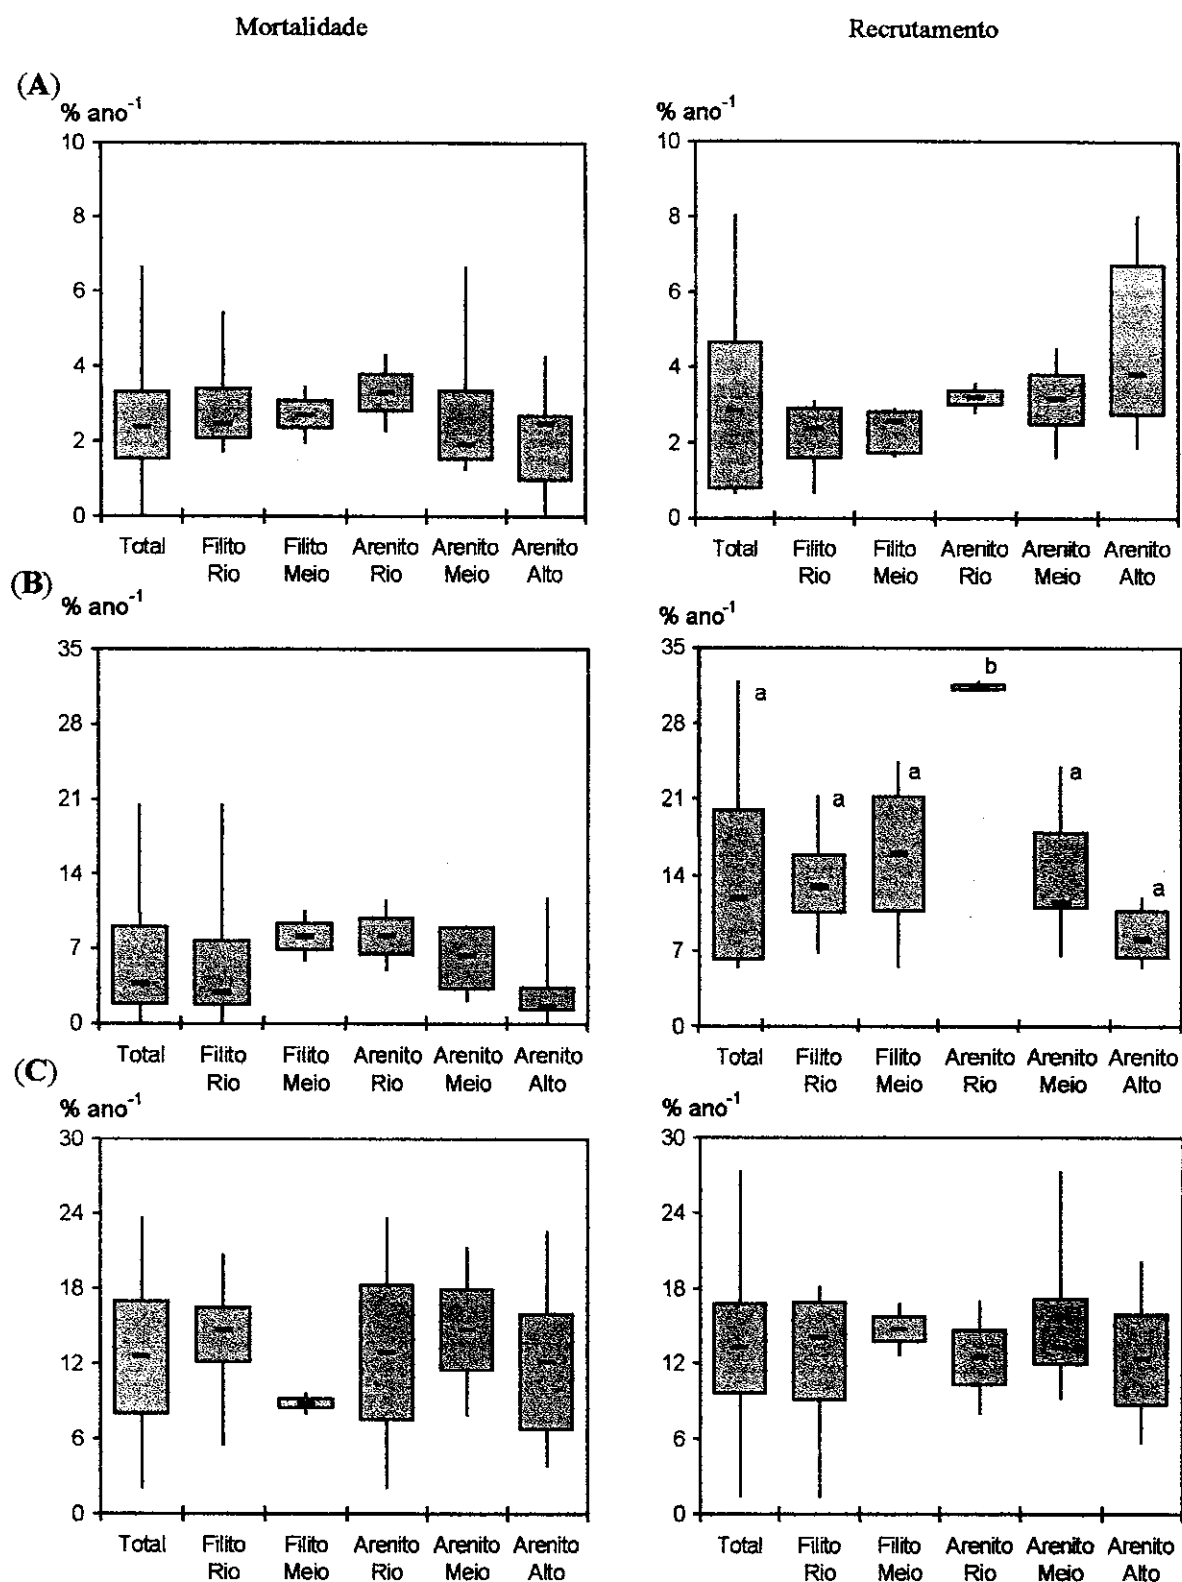 Mortalidade
Recrutamento
(A)
% ano-1
10
8
6
4
2
0
Total
Filito Rio
Filito Meio
Arenito Rio
Arenito Meio
Arenito Alto
% ano-1
10
8
6
4
2
0
Total
Filito Rio
Filito Meio
Arenito Rio
Arenito Meio
Arenito Alto
(B)
% ano-1
35
28
21
14
7
0
Total
Filito Rio
Filito Meio
Arenito Rio
Arenito Meio
Arenito Alto
% ano-1
35
28
21
14
7
0
a
a
a
b
a
a
Total
Filito Rio
Filito Meio
Arenito Rio
Arenito Meio
Arenito Alto
(C)
% ano-1
30
24
18
12
6
0
Total
Filito Rio
Filito Meio
Arenito Rio
Arenito Meio
Arenito Alto
% ano-1
30
24
18
12
6
0
Total
Filito Rio
Filito Meio
Arenito Rio
Arenito Meio
Arenito Alto